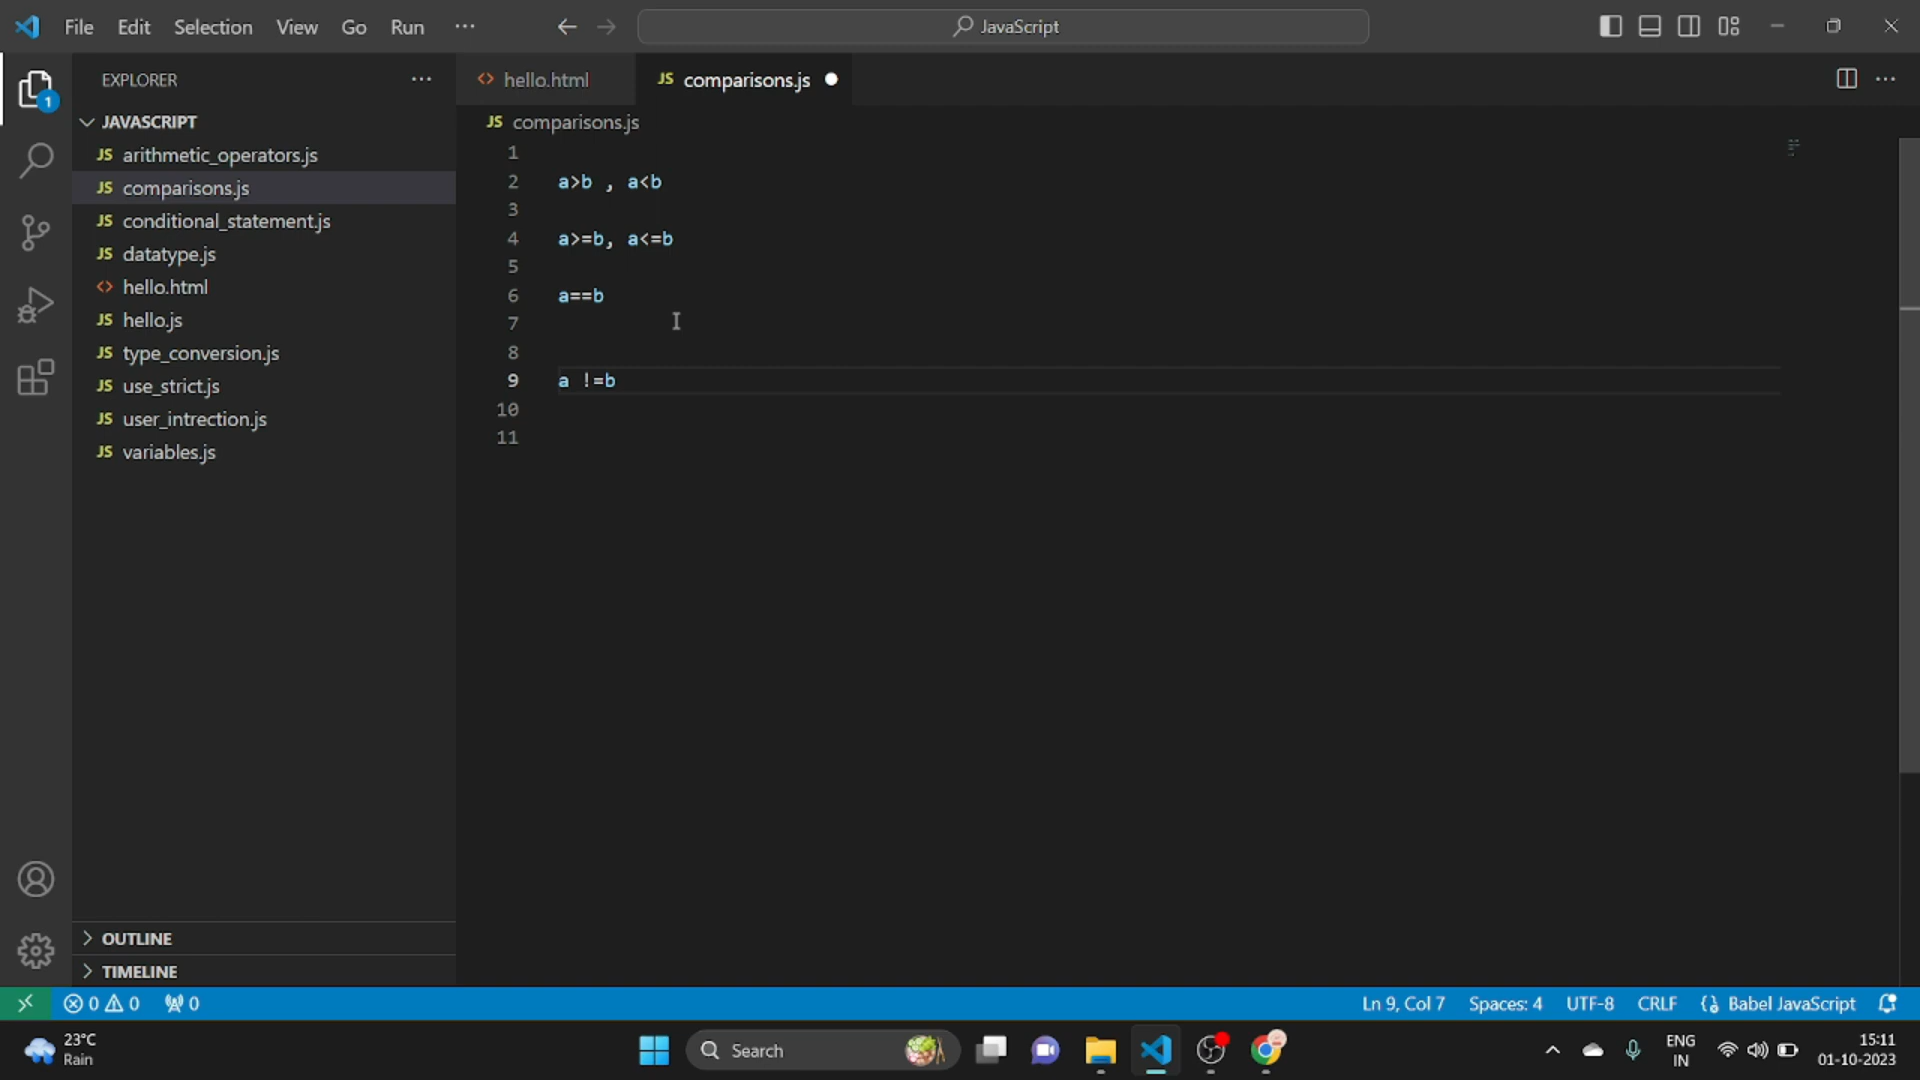 File Edit Selection View Go Run ··· JavaScript
EXPLORER ···
hello.html
JS comparisons.js
JAVASCRIPT
JS arithmetic_operators.js
JS comparisons.js
JS conditional_statement.js
JS datatype.js
<> hello.html
JS hello.js
JS type_conversion.js
JS use_strict.js
JS user_intrection.js
JS variables.js
OUTLINE
TIMELINE
JS comparisons.js
1
2 a>b , a<b
3
4 a>=b, a<=b
5
6 a==b
7
8
9 a !=b
10
11
0 0 0
Ln 9, Col 7 Spaces: 4 UTF-8 CRLF Babel JavaScript
23°C
Rain
Search
ENG
IN
15:11
01-10-2023
1